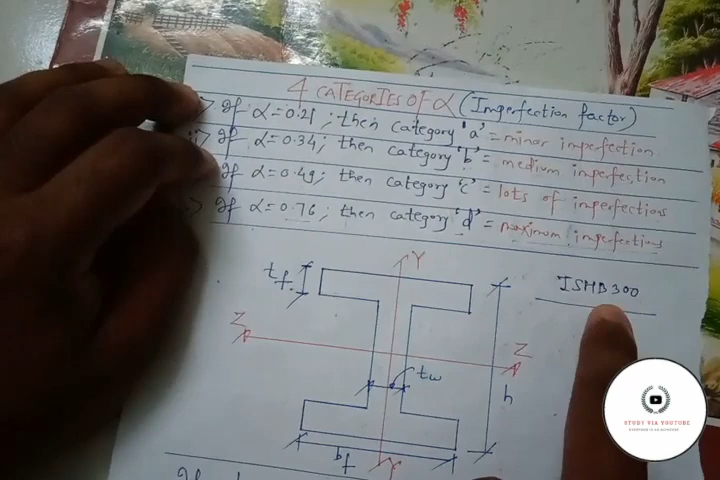 4 CATEGORIES OF α (Imperfection factor)
If α=0.21; then category 'a' = minor imperfection
If α=0.34; then category 'b' = medium imperfection
If α=0.49; then category 'c' = lots of imperfections
If α=0.76; then category 'd' = maximum imperfections
Y
tf
ISHB 300
Z
Z
tw
h
bf
Y
STUDY VIA YOUTUBE